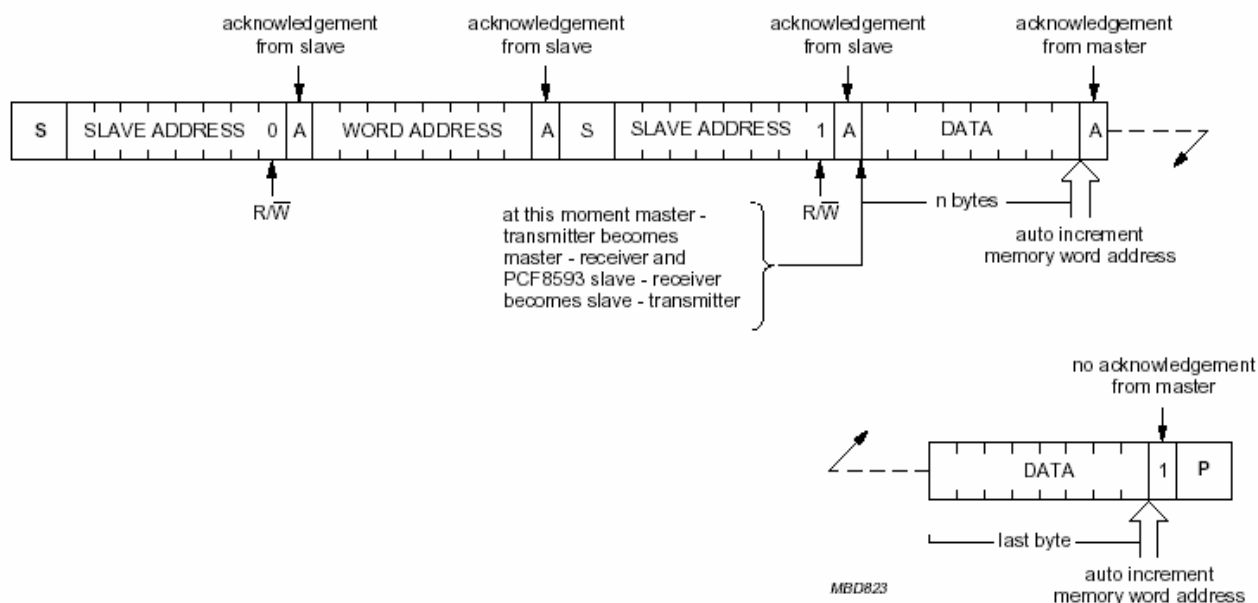 acknowledgement acknowledgement acknowledgement acknowledgement
from slave from slave from slave from master
S SLAVE ADDRESS 0 A WORD ADDRESS A S SLAVE ADDRESS 1 A DATA A
R/W̅ R/W̅ n bytes
at this moment master -
transmitter becomes
master - receiver and
PCF8593 slave - receiver
becomes slave - transmitter
auto increment
memory word address
no acknowledgement
from master
DATA 1 P
last byte
auto increment
memory word address
MBD823